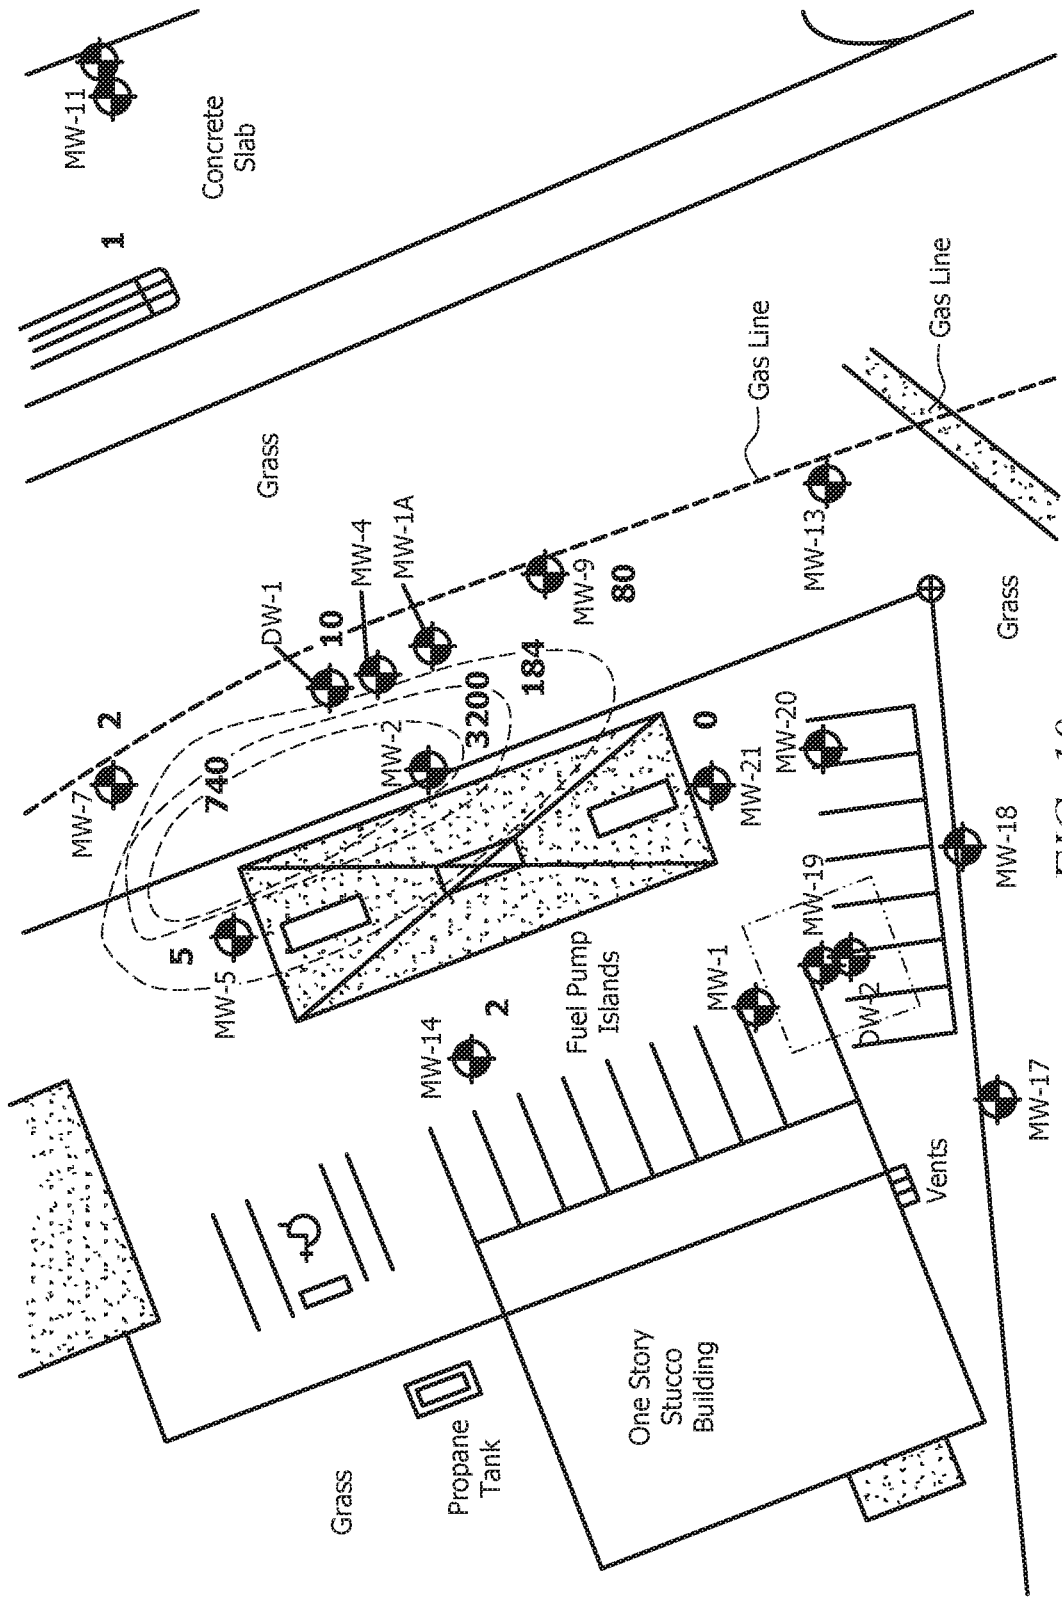 MW-11
Concrete
Slab
1
Gas Line
Gas Line
Grass
MW-13
Grass
DW-1
10
MW-4
MW-1A
MW-9
80
184
3200
MW-2
2
MW-7
740
0
MW-21
MW-20
MW-18
MW-19
5
MW-5
Fuel Pump
Islands
2
MW-14
MW-1
DW-2
MW-17
Vents
One Story
Stucco
Building
Propane
Tank
Grass